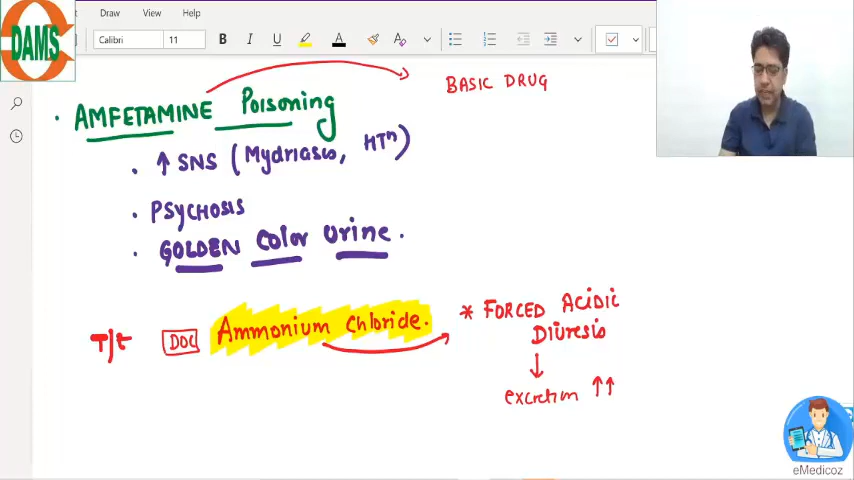 DAMS
Draw View Help
Calibri 11 B I U A
AMFETAMINE Poisoning
BASIC DRUG
↑ SNS (Mydriasis, HTn)
PSYCHOSIS
GOLDEN Color Urine.
T/t DOC Ammonium Chloride.
* FORCED ACIDIC
Diuresis
↓
excretion ↑↑
eMedicoz